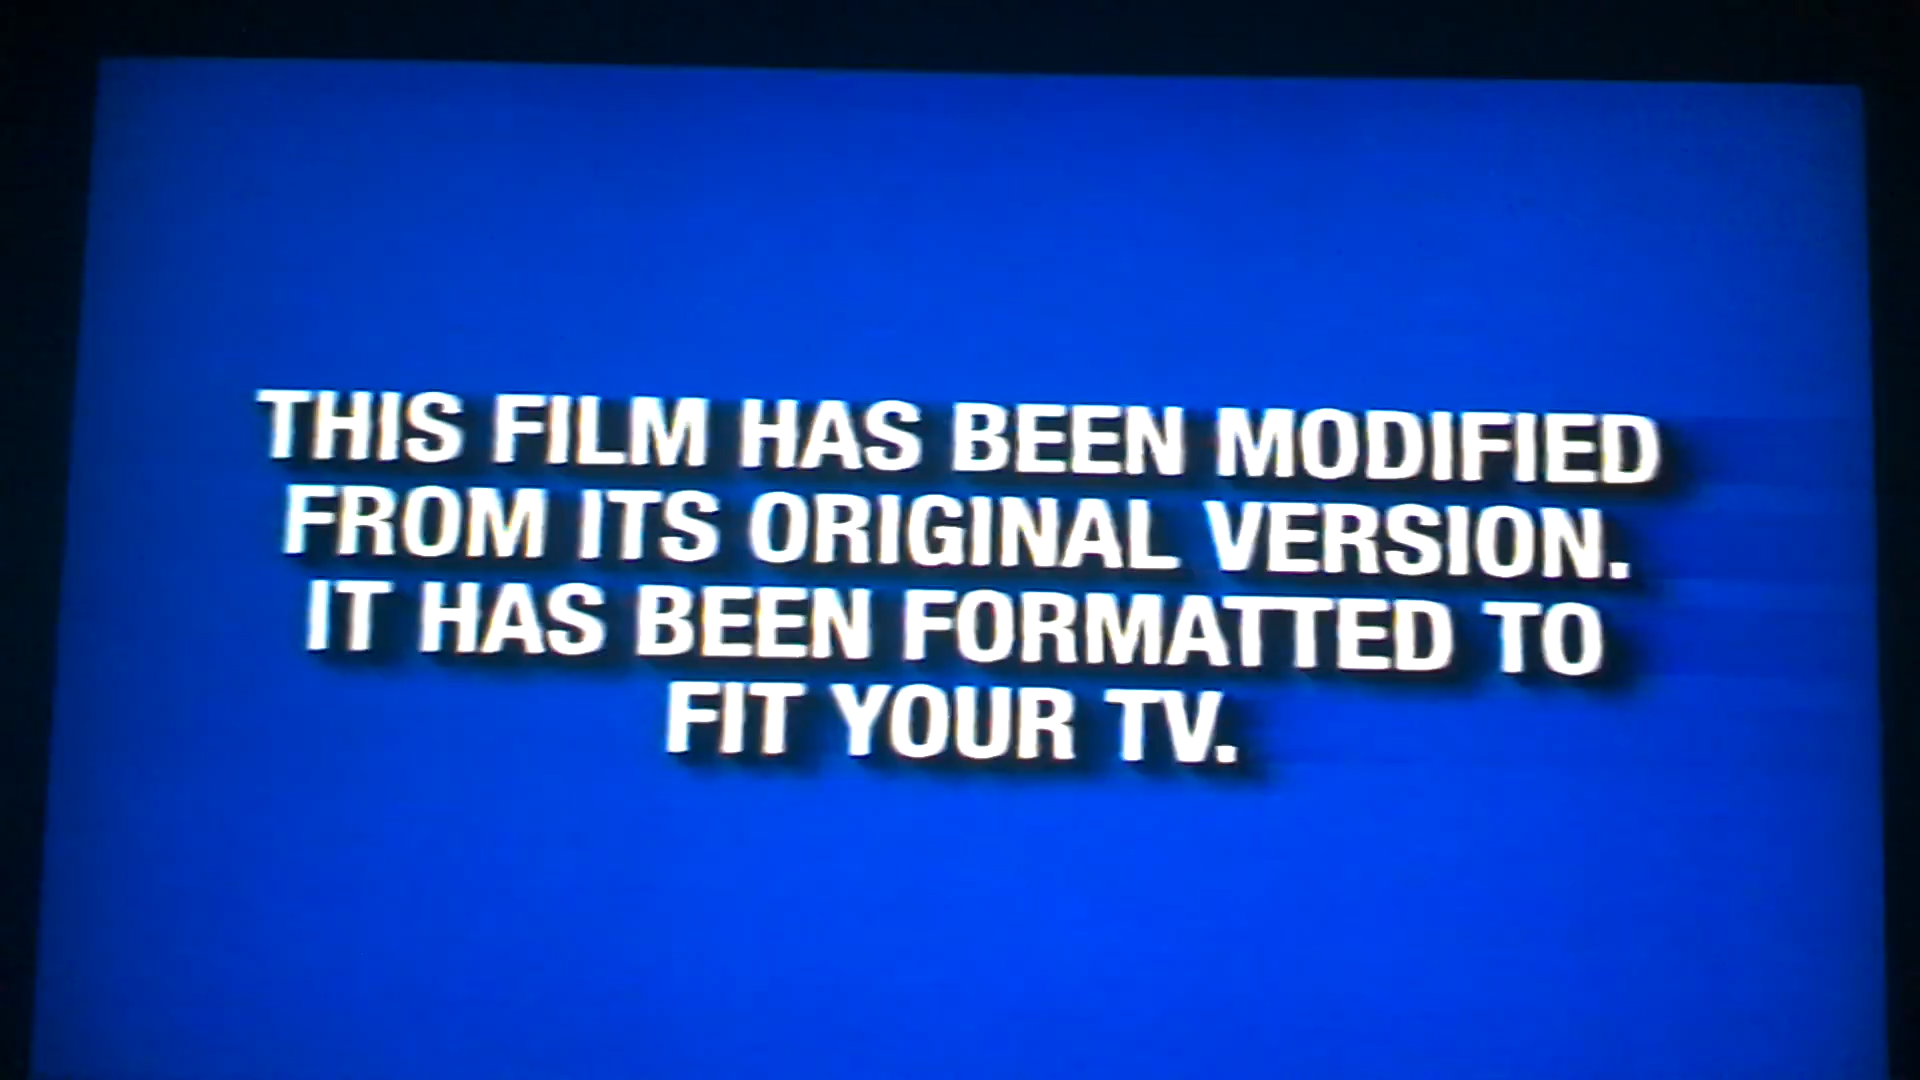 THIS FILM HAS BEEN MODIFIED
FROM ITS ORIGINAL VERSION.
IT HAS BEEN FORMATTED TO
FIT YOUR TV.